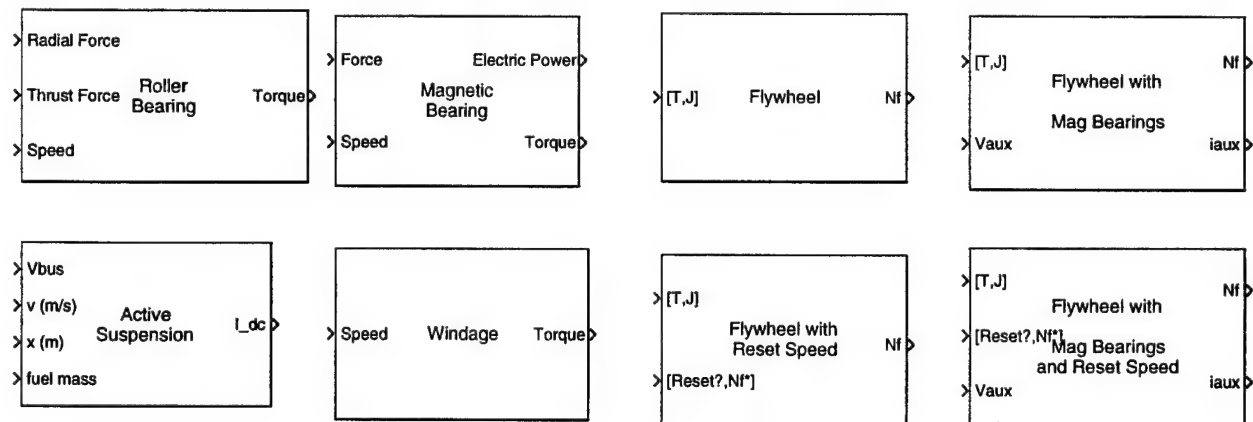 Radial Force
Thrust Force
Speed
Roller
Bearing
Torque
Force
Speed
Magnetic
Bearing
Electric Power
Torque
[T,J]
Flywheel
Nf
[T,J]
Vaux
Flywheel with
Mag Bearings
Nf
iaux
Vbus
v (m/s)
x (m)
fuel mass
Active
Suspension
I_dc
Speed
Windage
Torque
[T,J]
[Reset?,Nf*]
Flywheel with
Reset Speed
Nf
[T,J]
[Reset?,Nf*]
Vaux
Flywheel with
Mag Bearings
and Reset Speed
Nf
iaux